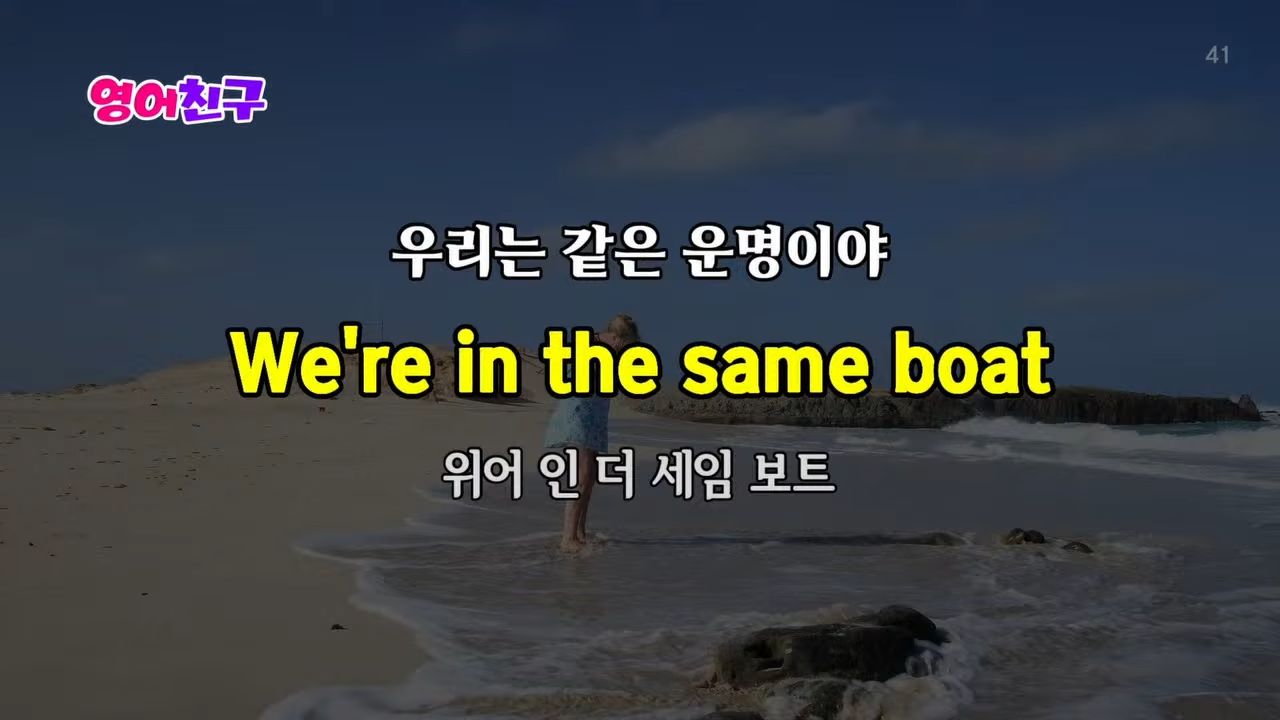 41
영어친구
우리는 같은 운명이야
We're in the same boat
위어 인 더 세임 보트